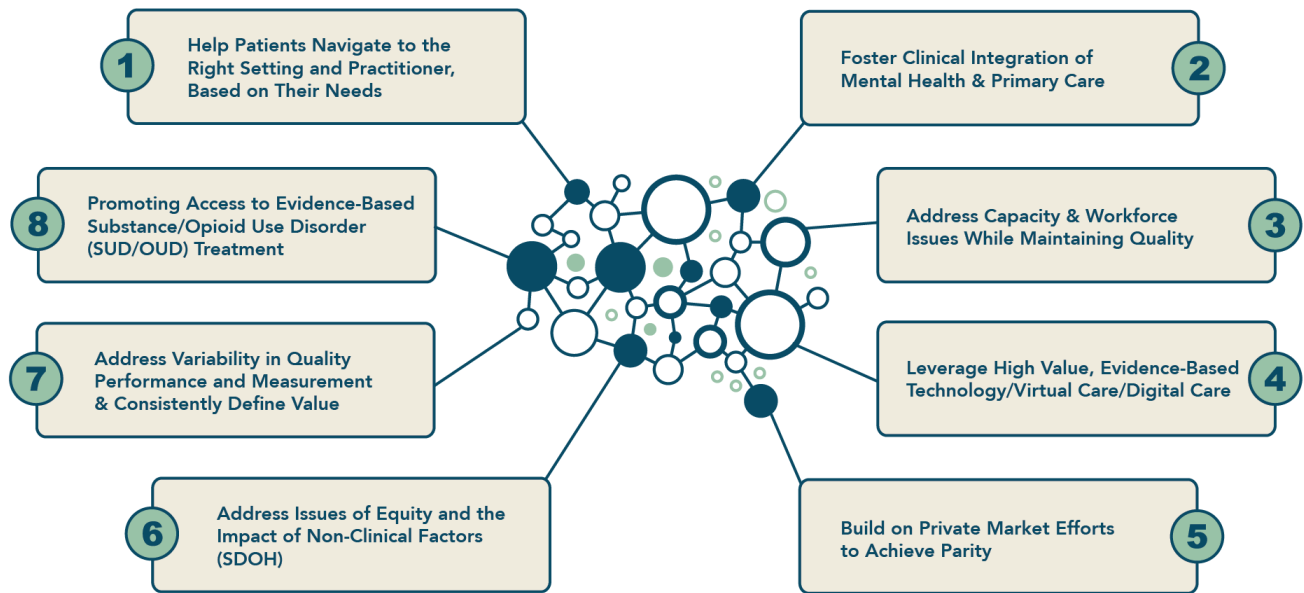 1
Help Patients Navigate to the
Right Setting and Practitioner,
Based on Their Needs
Foster Clinical Integration of
Mental Health & Primary Care
2
Address Capacity & Workforce
Issues While Maintaining Quality
3
Leverage High Value, Evidence-Based
Technology/Virtual Care/Digital Care
4
Build on Private Market Efforts
to Achieve Parity
5
6
Address Issues of Equity and the
Impact of Non-Clinical Factors
(SDOH)
7
Address Variability in Quality
Performance and Measurement
& Consistently Define Value
8
Promoting Access to Evidence-Based
Substance/Opioid Use Disorder
(SUD/OUD) Treatment